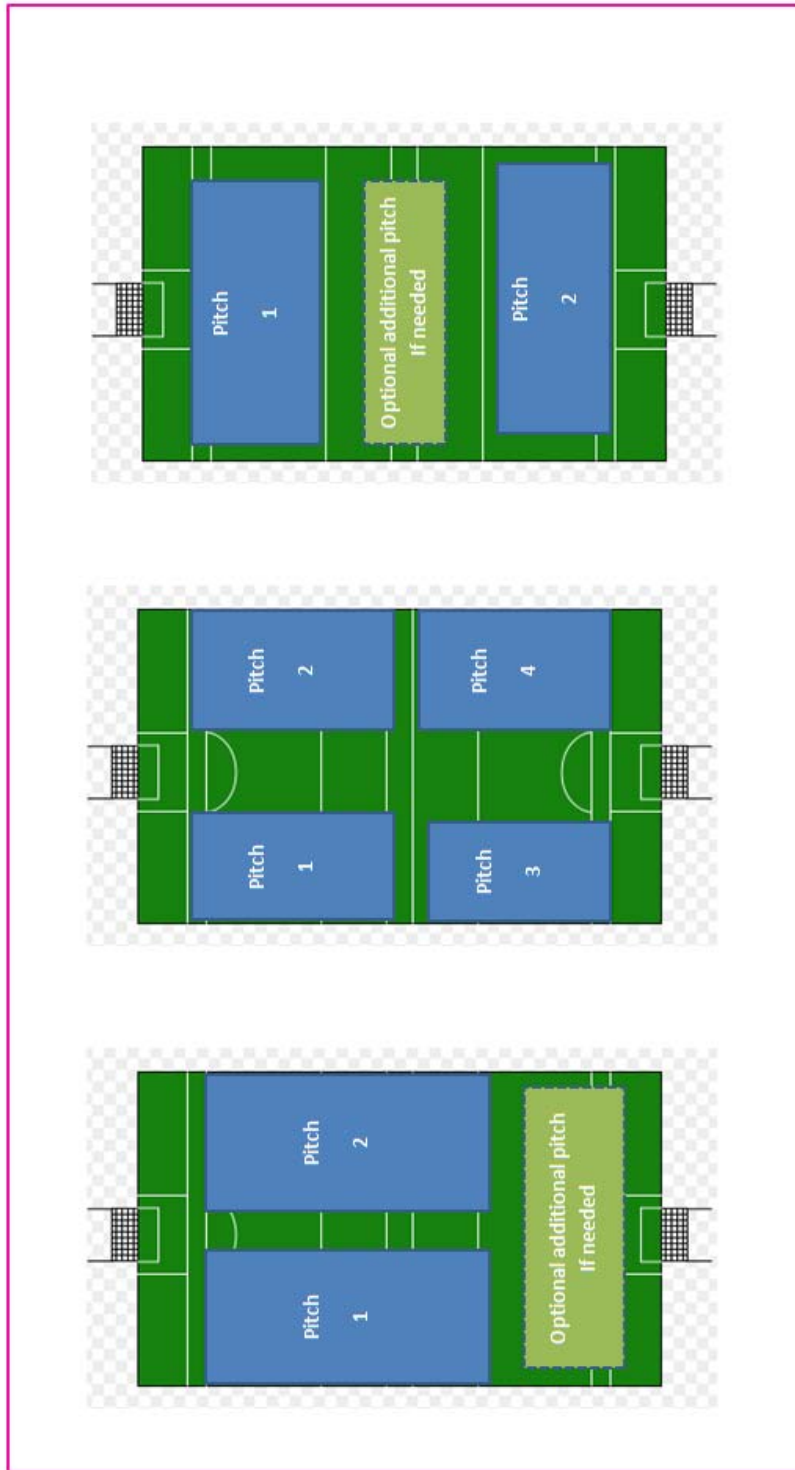 Pitch
1
Pitch
2
Optional additional pitch
If needed
Pitch
1
Pitch
2
Pitch
3
Pitch
4
Pitch
1
Optional additional pitch
If needed
Pitch
2